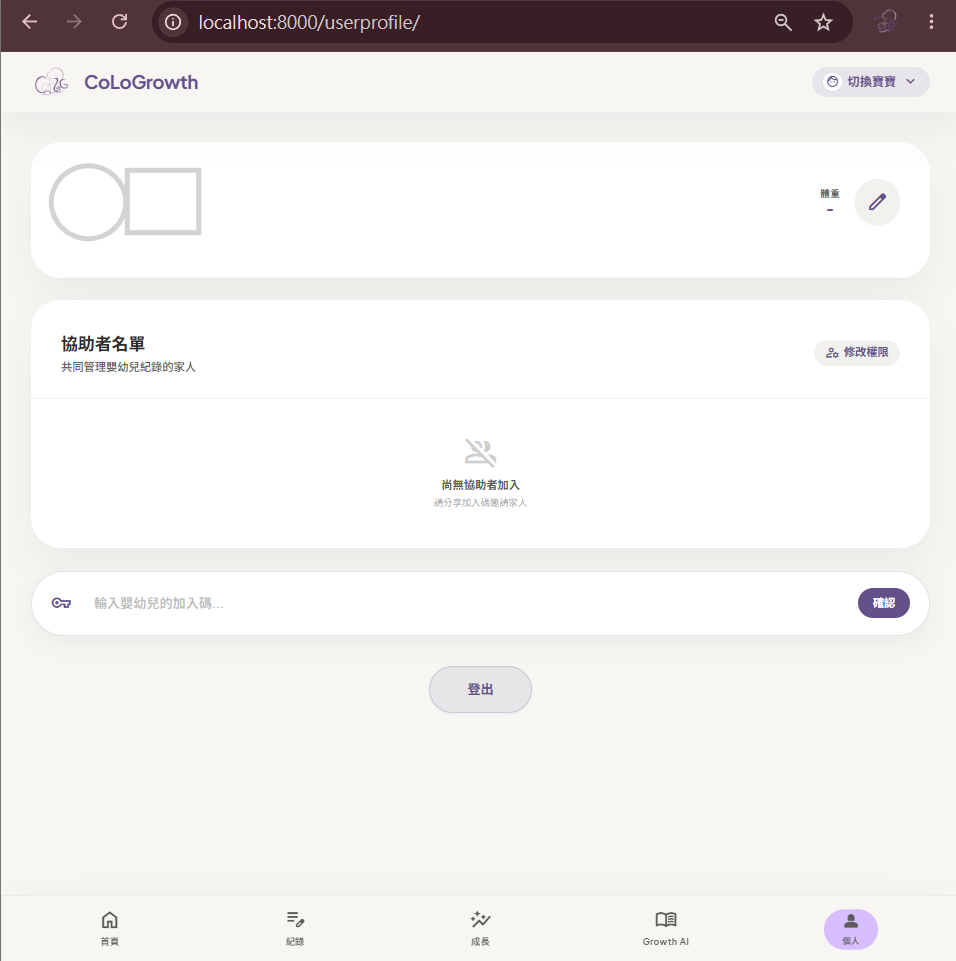 localhost:8000/userprofile/
CoLoGrowth
切換寶寶
體重
-
協助者名單
共同管理嬰幼兒紀錄的家人
修改權限
尚無協助者加入
請分享加入碼邀請家人
輸入嬰幼兒的加入碼...
確認
登出
首頁
紀錄
成長
Growth AI
個人